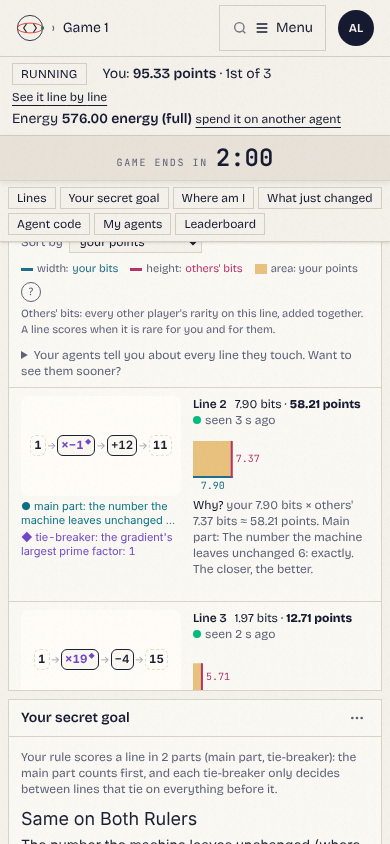 › Game 1
Menu
AL
RUNNING You: 95.33 points · 1st of 3
See it line by line
Energy 576.00 energy (full) spend it on another agent
GAME ENDS IN 2:00
Lines Your secret goal Where am I What just changed
Agent code My agents Leaderboard
Sort by your points
width: your bits height: others' bits area: your points
?
Others' bits: every other player's rarity on this line, added together.
A line scores when it is rare for you and for them.
▶ Your agents tell you about every line they touch. Want to
see them sooner?
1 → ×−1◆ → +12 → 11
● main part: the number the
machine leaves unchanged ...
◆ tie-breaker: the gradient's
largest prime factor: 1
Line 2 7.90 bits · 58.21 points
seen 3 s ago
7.37
7.90
Why? your 7.90 bits × others'
7.37 bits = 58.21 points. Main
part: The number the machine
leaves unchanged 6: exactly.
The closer, the better.
1 → ×19◆ → −4 → 15
Line 3 1.97 bits · 12.71 points
seen 2 s ago
5.71
Your secret goal ...
Your rule scores a line in 2 parts (main part, tie-breaker): the
main part counts first, and each tie-breaker only decides
between lines that tie on everything before it.
Same on Both Rulers
The number the machine leaves unchanged (where